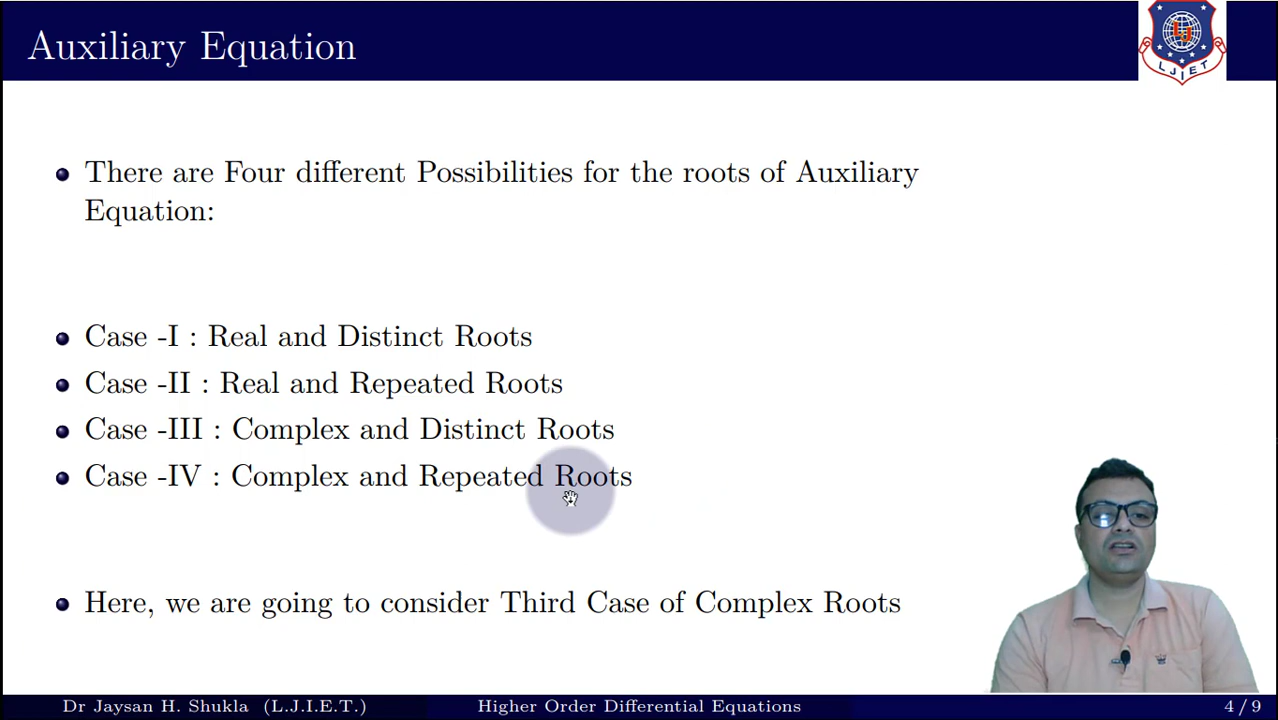 Auxiliary Equation
LJ
LJIET
There are Four different Possibilities for the roots of Auxiliary
Equation:
Case -I : Real and Distinct Roots
Case -II : Real and Repeated Roots
Case -III : Complex and Distinct Roots
Case -IV : Complex and Repeated Roots
Here, we are going to consider Third Case of Complex Roots
Dr Jaysan H. Shukla (L.J.I.E.T.) Higher Order Differential Equations 4 / 9